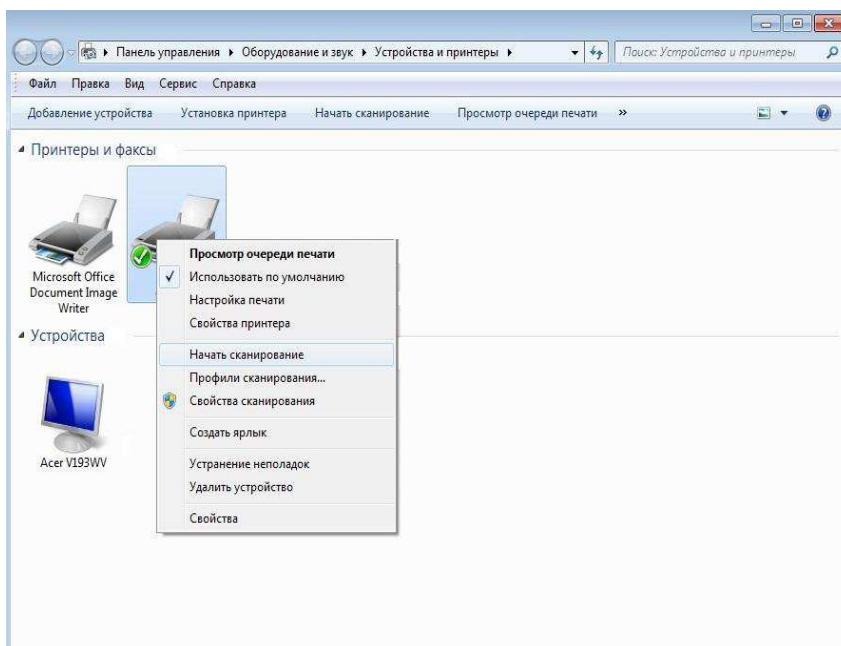 Панель управления ▸ Оборудование и звук ▸ Устройства и принтеры ▸
Поиск: Устройства и принтеры
Файл Правка Вид Сервис Справка
Добавление устройства Установка принтера Начать сканирование Просмотр очереди печати »
Принтеры и факсы
Microsoft Office
Document Image
Writer
Просмотр очереди печати
Использовать по умолчанию
Настройка печати
Свойства принтера
Начать сканирование
Профили сканирования...
Свойства сканирования
Создать ярлык
Устранение неполадок
Удалить устройство
Свойства
Устройства
Acer V193WV